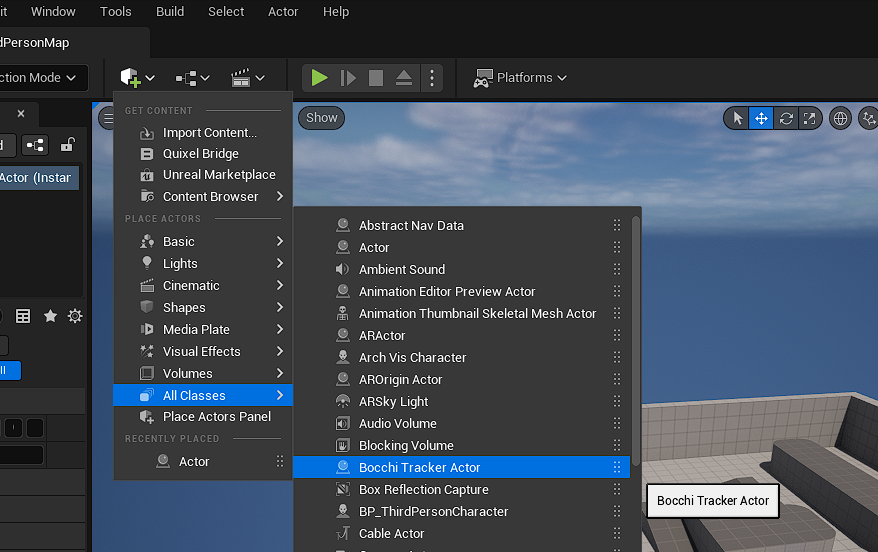 Window Tools Build Select Actor Help
dPersonMap
ction Mode
Platforms
GET CONTENT
Show
Import Content...
Quixel Bridge
Unreal Marketplace
Actor (Instar
Content Browser
PLACE ACTORS
Basic
Lights
Cinematic
Shapes
Media Plate
Visual Effects
Volumes
All Classes
Place Actors Panel
RECENTLY PLACED
Actor
Abstract Nav Data
Actor
Ambient Sound
Animation Editor Preview Actor
Animation Thumbnail Skeletal Mesh Actor
ARActor
Arch Vis Character
AROrigin Actor
ARSky Light
Audio Volume
Blocking Volume
Bocchi Tracker Actor
Box Reflection Capture
BP_ThirdPersonCharacter
Cable Actor
Bocchi Tracker Actor